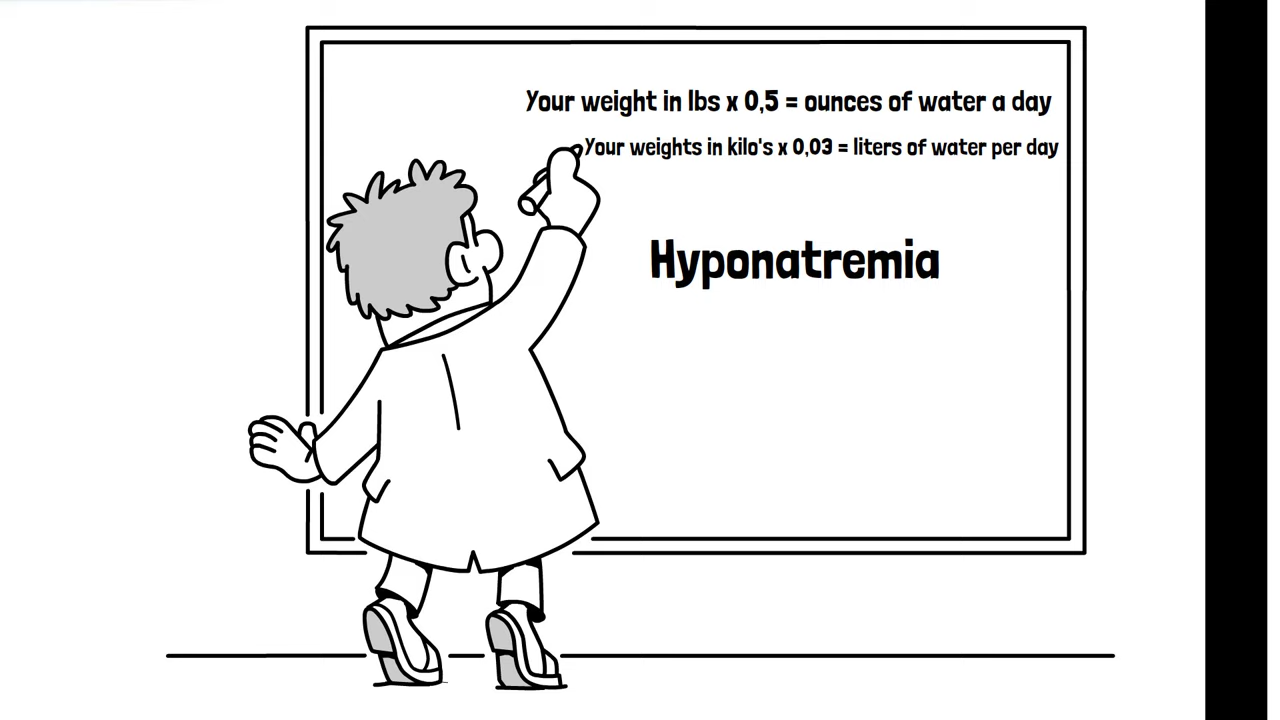 Your weight in lbs x 0,5 = ounces of water a day
Your weights in kilo's x 0,03 = liters of water per day
Hyponatremia